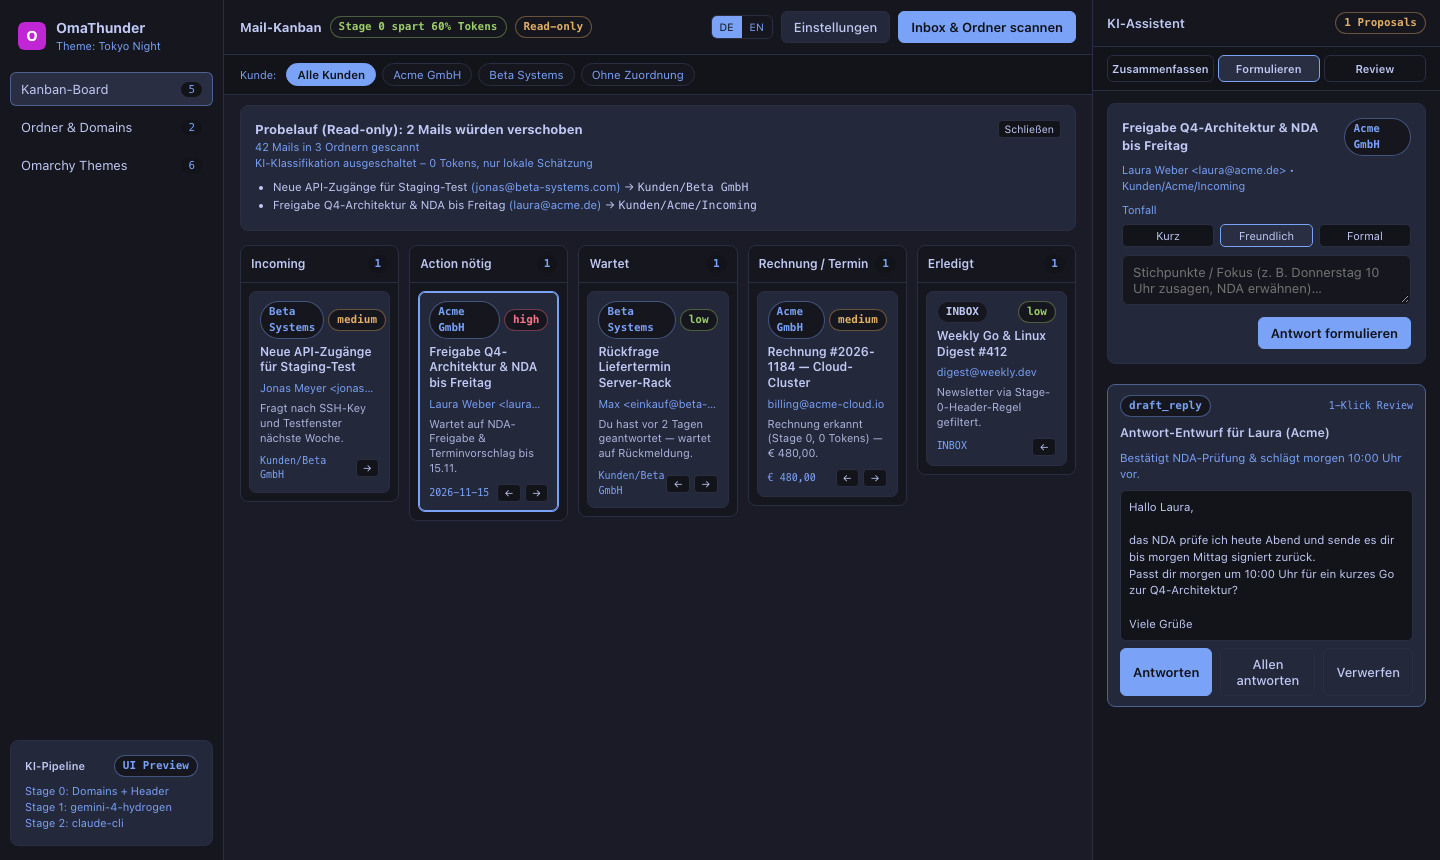 O
OmaThunder
Theme: Tokyo Night
Kanban-Board 5
Ordner & Domains 2
Omarchy Themes 6
KI-Pipeline UI Preview
Stage 0: Domains + Header
Stage 1: gemini-4-hydrogen
Stage 2: claude-cli
Mail-Kanban Stage 0 spart 60% Tokens Read-only DE EN Einstellungen Inbox & Ordner scannen
Kunde: Alle Kunden Acme GmbH Beta Systems Ohne Zuordnung
Probelauf (Read-only): 2 Mails würden verschoben Schließen
42 Mails in 3 Ordnern gescannt
KI-Klassifikation ausgeschaltet – 0 Tokens, nur lokale Schätzung
• Neue API-Zugänge für Staging-Test (jonas@beta-systems.com) → Kunden/Beta GmbH
• Freigabe Q4-Architektur & NDA bis Freitag (laura@acme.de) → Kunden/Acme/Incoming
Incoming 1
Beta
Systems
medium
Neue API-Zugänge
für Staging-Test
Jonas Meyer <jonas…
Fragt nach SSH-Key
und Testfenster
nächste Woche.
Kunden/Beta
GmbH
→
Action nötig 1
Acme
GmbH
high
Freigabe Q4-
Architektur & NDA
bis Freitag
Laura Weber <laura…
Wartet auf NDA-
Freigabe &
Terminvorschlag bis
15.11.
2026-11-15 ← →
Wartet 1
Beta
Systems
low
Rückfrage
Liefertermin
Server-Rack
Max <einkauf@beta-…
Du hast vor 2 Tagen
geantwortet — wartet
auf Rückmeldung.
Kunden/Beta
GmbH
← →
Rechnung / Termin 1
Acme
GmbH
medium
Rechnung #2026-
1184 — Cloud-
Cluster
billing@acme-cloud.io
Rechnung erkannt
(Stage 0, 0 Tokens) —
€ 480,00.
€ 480,00 ← →
Erledigt 1
INBOX low
Weekly Go & Linux
Digest #412
digest@weekly.dev
Newsletter via Stage-
0-Header-Regel
gefiltert.
INBOX ←
KI-Assistent 1 Proposals
Zusammenfassen Formulieren Review
Freigabe Q4-Architektur & NDA
bis Freitag
Acme
GmbH
Laura Weber <laura@acme.de> •
Kunden/Acme/Incoming
Tonfall
Kurz Freundlich Formal
Stichpunkte / Fokus (z. B. Donnerstag 10
Uhr zusagen, NDA erwähnen)…
Antwort formulieren
draft_reply 1-Klick Review
Antwort-Entwurf für Laura (Acme)
Bestätigt NDA-Prüfung & schlägt morgen 10:00 Uhr
vor.
Hallo Laura,
das NDA prüfe ich heute Abend und sende es dir
bis morgen Mittag signiert zurück.
Passt dir morgen um 10:00 Uhr für ein kurzes Go
zur Q4-Architektur?
Viele Grüße
Antworten
Allen
antworten
Verwerfen